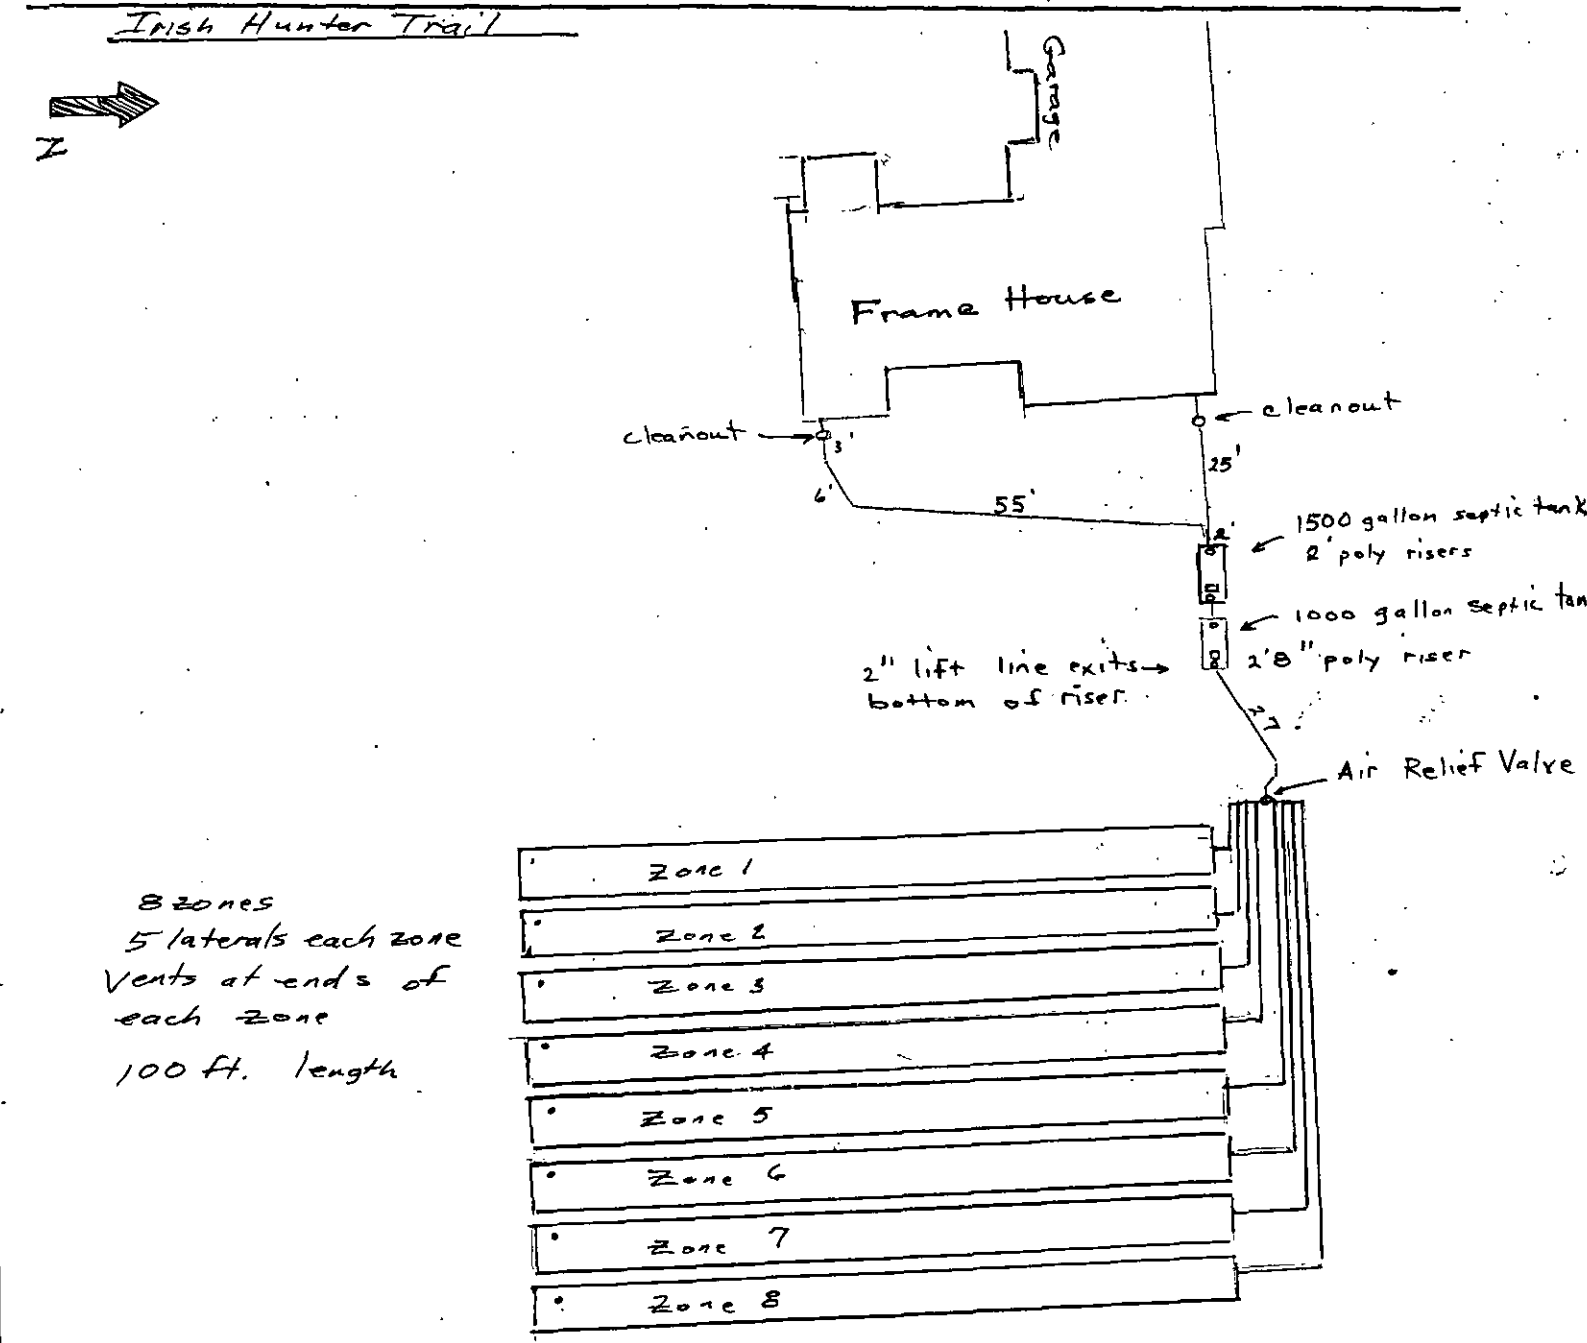 Irish Hunter Trail
Garage
N
Frame House
cleanout
cleanout
3'
25'
6'
55'
2'
1500 gallon septic tank
2' poly risers
1000 gallon septic tan
2" lift line exits
2'8" poly riser
bottom of riser.
27
Air Relief Valve
Zone 1
8 zones
5 laterals each zone
Zone 2
Vents at ends of
Zone 3
each zone
Zone 4
100 ft. length
Zone 5
Zone 6
Zone 7
Zone 8